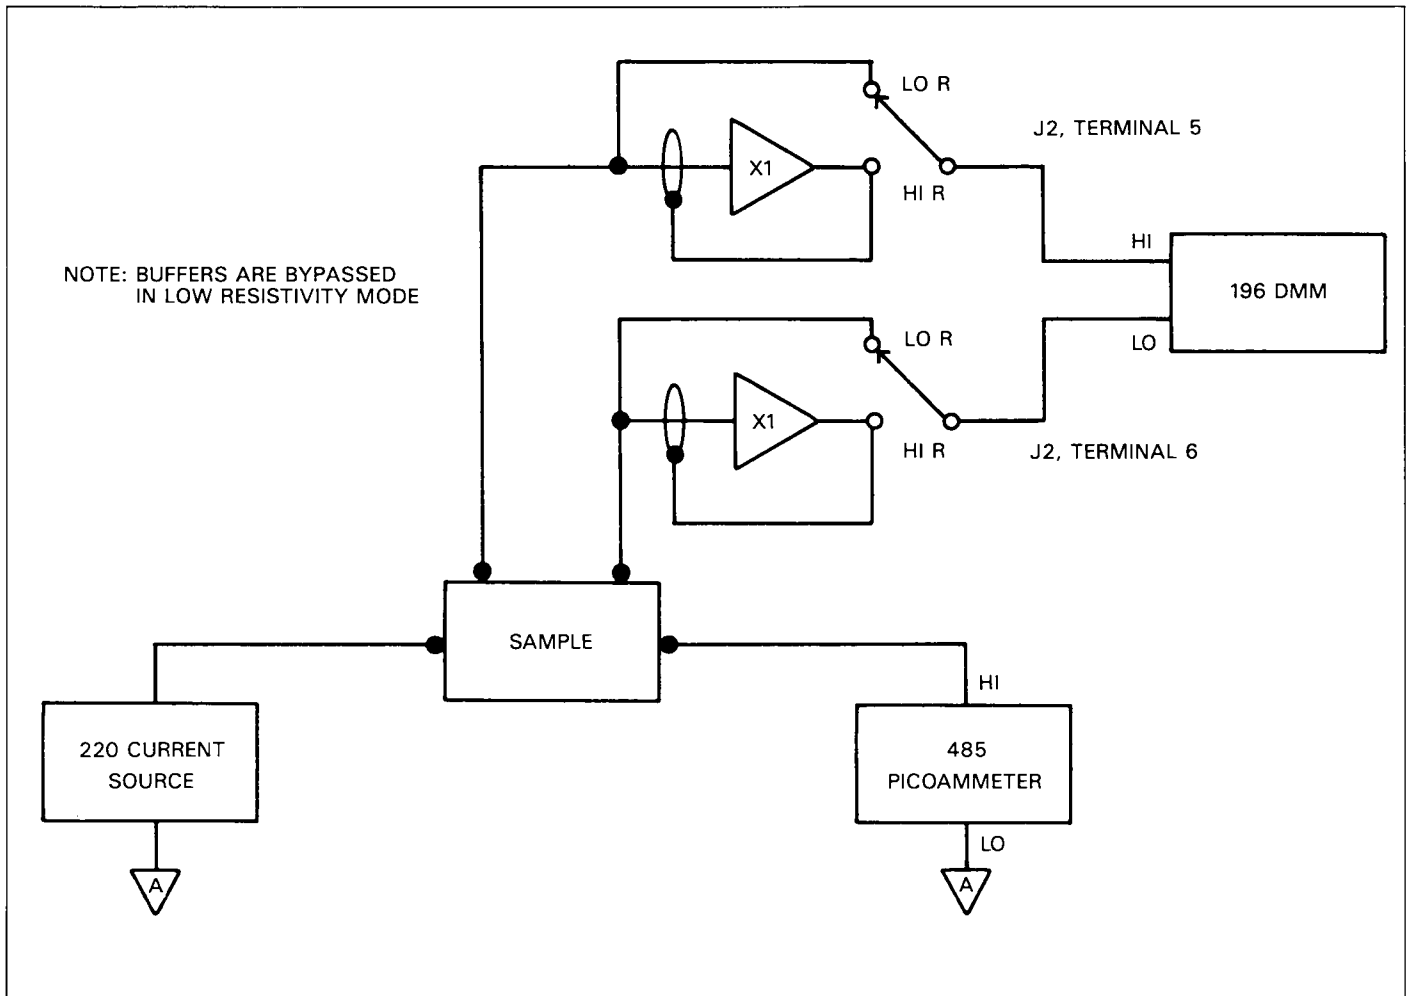 LO R
J2, TERMINAL 5
X1
HI R
HI
NOTE: BUFFERS ARE BYPASSED
IN LOW RESISTIVITY MODE
196 DMM
LO R
LO
X1
HI R
J2, TERMINAL 6
SAMPLE
HI
220 CURRENT
SOURCE
485
PICOAMMETER
LO
A
A